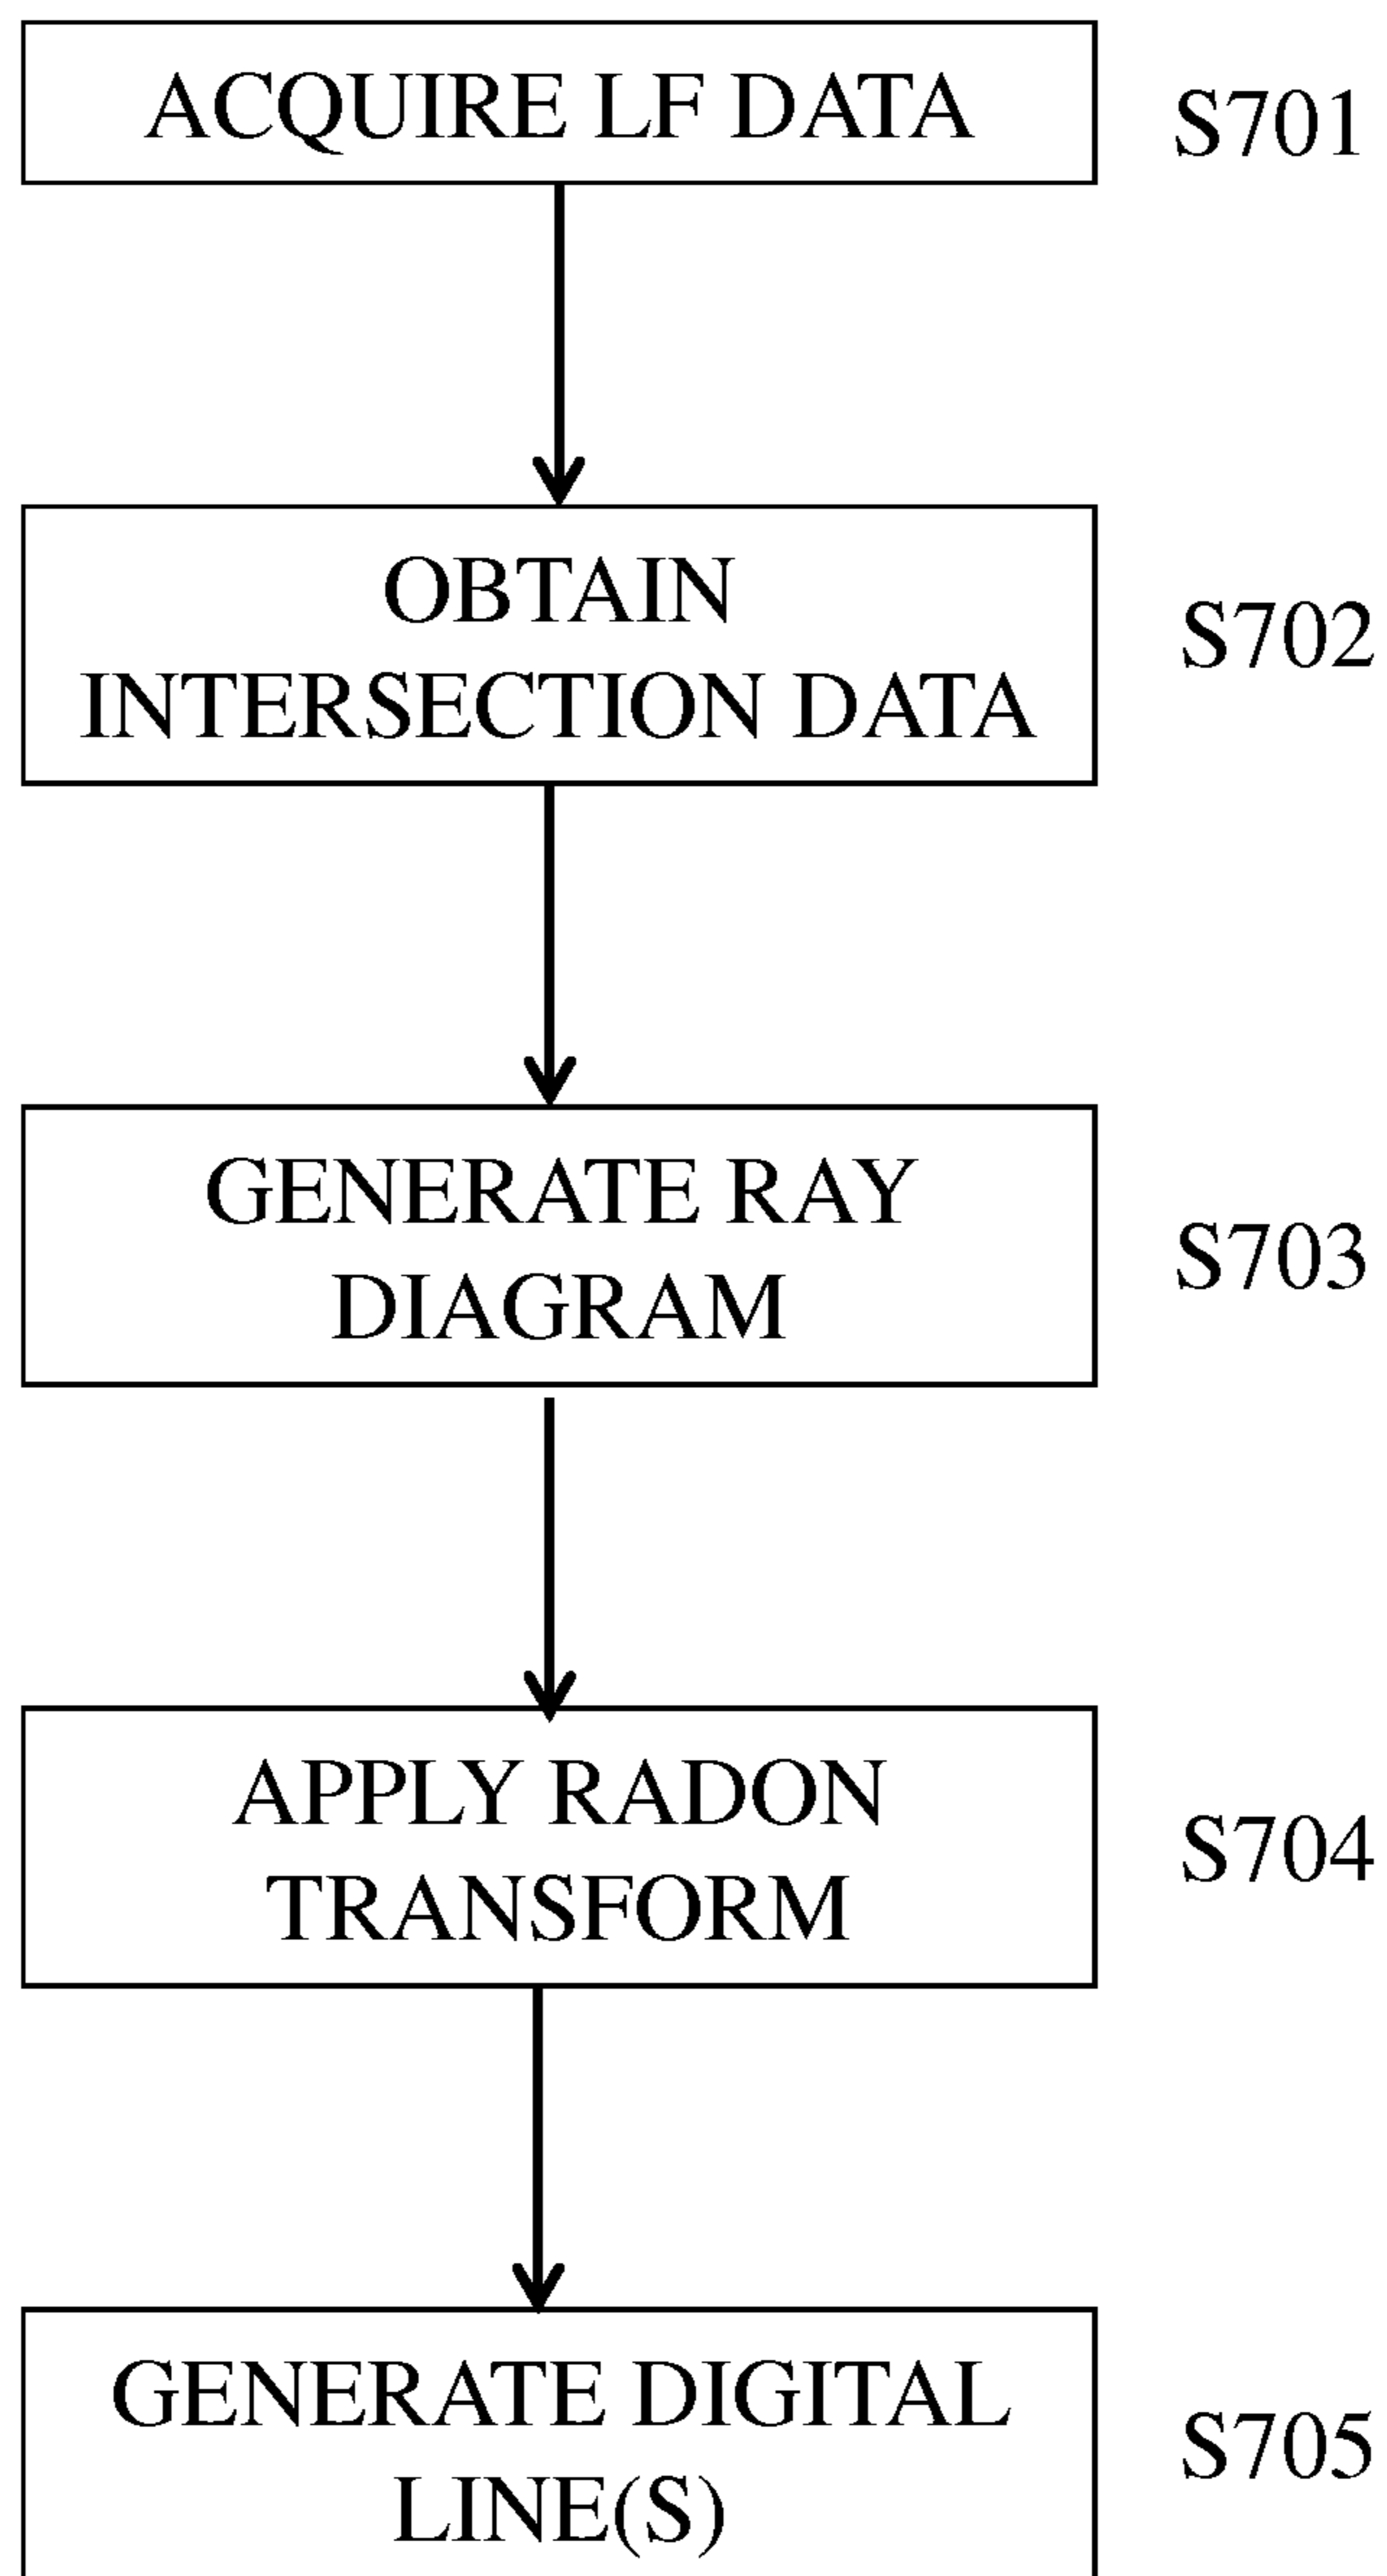 ACQUIRE LF DATA
S701
OBTAIN
INTERSECTION DATA
S702
GENERATE RAY
DIAGRAM
S703
APPLY RADON
TRANSFORM
S704
GENERATE DIGITAL
LINE(S)
S705